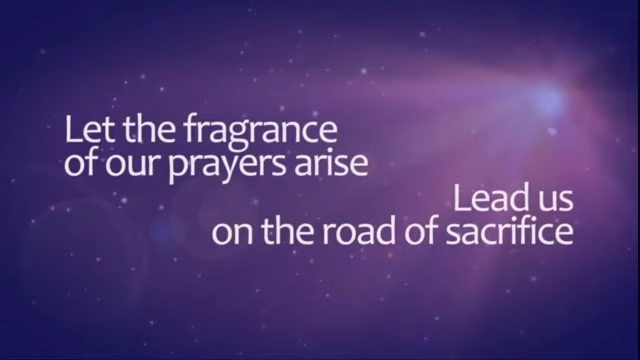 Let the fragrance
of our prayers arise
Lead us
on the road of sacrifice